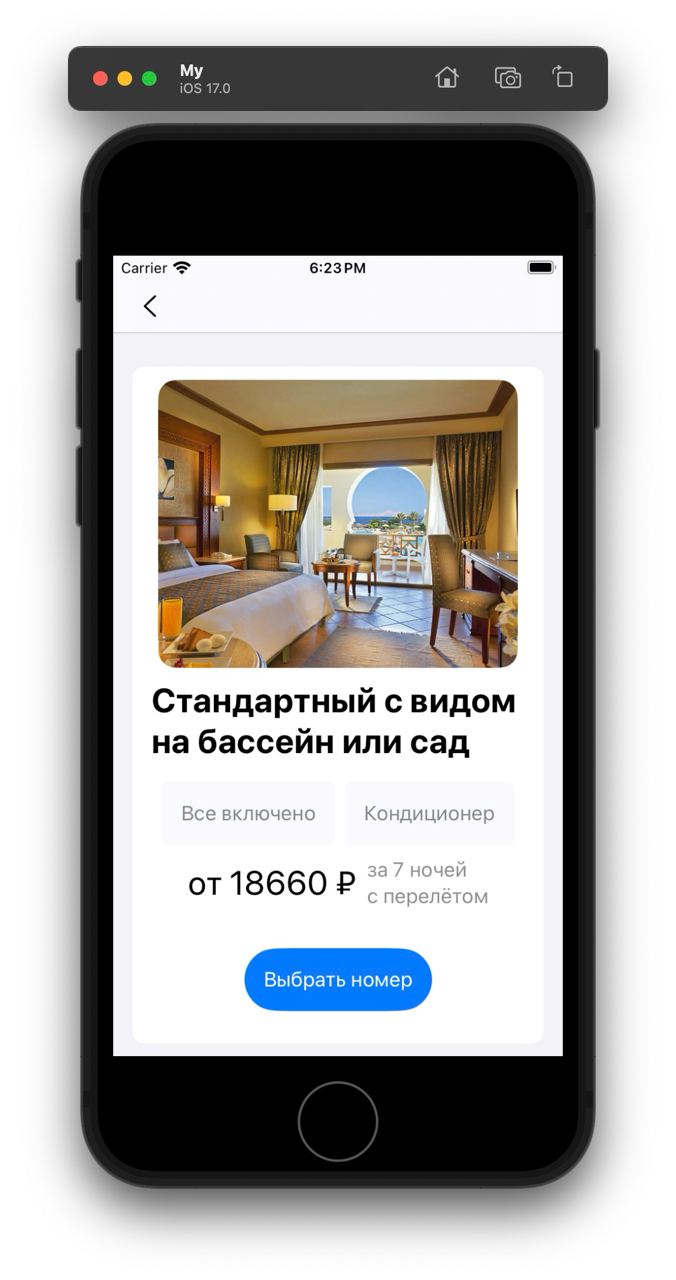 My
iOS 17.0
Carrier 6:23 PM
Стандартный с видом
на бассейн или сад
Все включено Кондиционер
от 18660 ₽ за 7 ночей
с перелётом
Выбрать номер